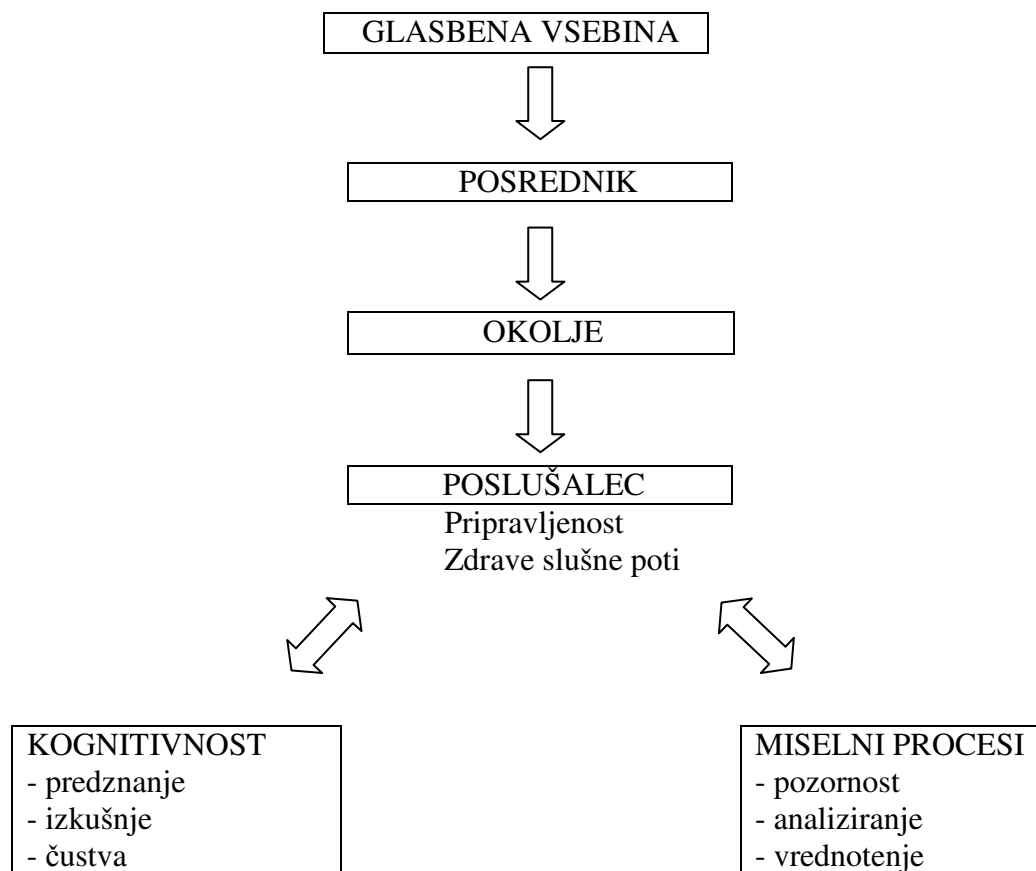 GLASBENA VSEBINA
POSREDNIK
OKOLJE
POSLUŠALEC
Pripravljenost
Zdrave slušne poti
KOGNITIVNOST
- predznanje
- izkušnje
- čustva
MISELNI PROCESI
- pozornost
- analiziranje
- vrednotenje